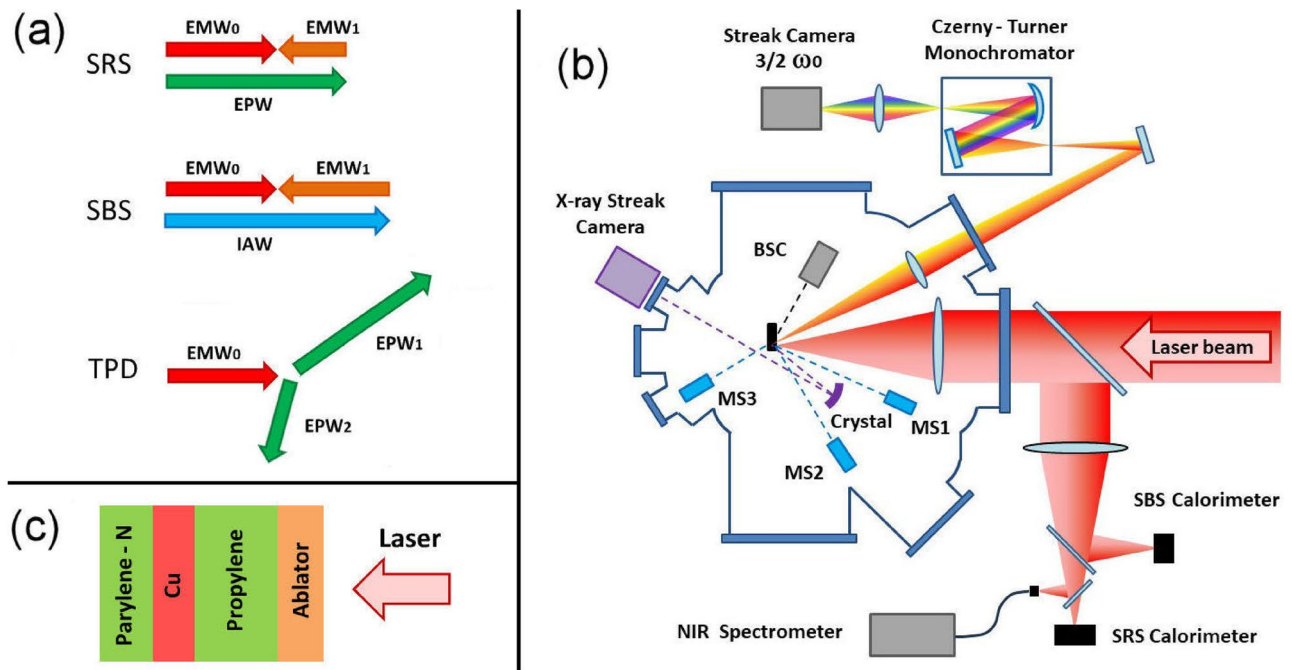 (a)
EMW₀
EMW₁
SRS
EPW
EMW₀
EMW₁
SBS
IAW
EMW₀
EPW₁
TPD
EPW₂
(b)
Streak Camera
3/2 ω₀
Czerny - Turner
Monochromator
X-ray Streak
Camera
BSC
Laser beam
MS3
Crystal
MS1
MS2
SBS Calorimeter
NIR Spectrometer
SRS Calorimeter
(c)
Parylene - N
Cu
Propylene
Ablator
Laser